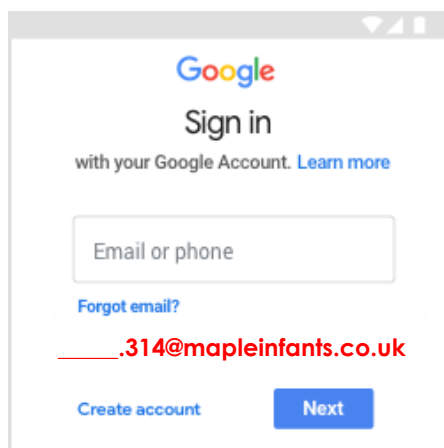 Google
Sign in
with your Google Account. Learn more
Email or phone
Forgot email?
_____.314@mapleinfants.co.uk
Create account Next